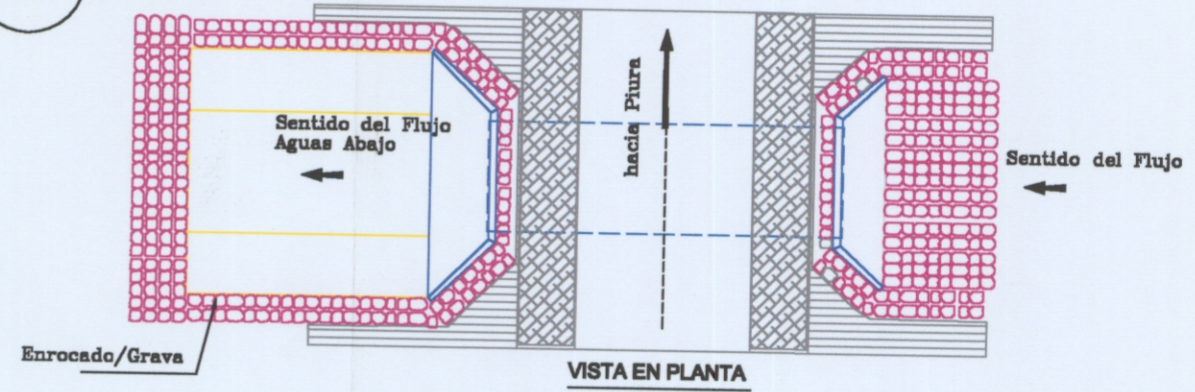 hacia Piura
Sentido del Flujo
Aguas Abajo
Sentido del Flujo
Enrocado/Grava
VISTA EN PLANTA